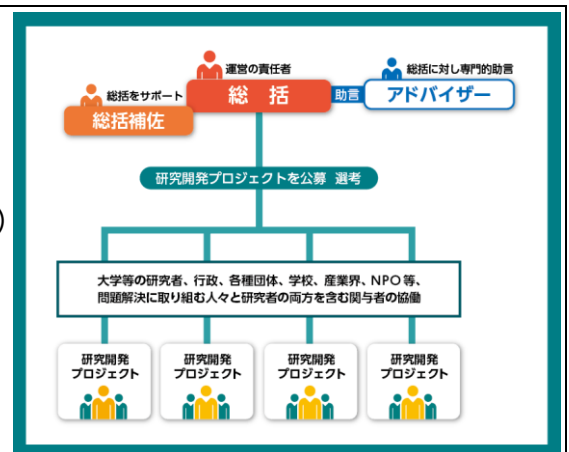 運営の責任者
総括に対し専門的助言
総括をサポート
総 括
助言
アドバイザー
総括補佐
研究開発プロジェクトを公募 選考
)
大学等の研究者、行政、各種団体、学校、産業界、NPO等、
問題解決に取り組む人々と研究者の両方を含む関与者の協働
研究開発
プロジェクト
研究開発
プロジェクト
研究開発
プロジェクト
研究開発
プロジェクト